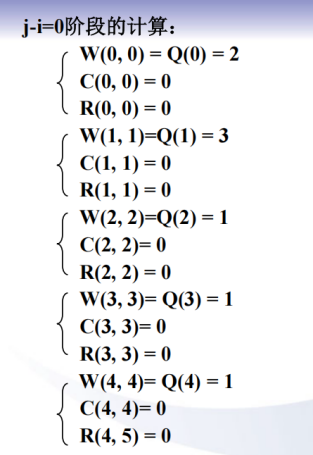 j-i=0阶段的计算：
W(0, 0) = Q(0) = 2
C(0, 0) = 0
R(0, 0) = 0
W(1, 1)=Q(1) = 3
C(1, 1) = 0
R(1, 1) = 0
W(2, 2)=Q(2) = 1
C(2, 2)= 0
R(2, 2) = 0
W(3, 3)= Q(3) = 1
C(3, 3)= 0
R(3, 3) = 0
W(4, 4)= Q(4) = 1
C(4, 4)= 0
R(4, 5) = 0